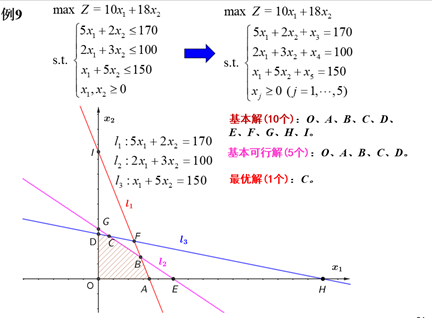 例9
max Z = 10x₁ + 18x₂
s.t. { 5x₁ + 2x₂ ≤ 170
2x₁ + 3x₂ ≤ 100
x₁ + 5x₂ ≤ 150
x₁, x₂ ≥ 0
max Z = 10x₁ + 18x₂
s.t. { 5x₁ + 2x₂ + x₃ = 170
2x₁ + 3x₂ + x₄ = 100
x₁ + 5x₂ + x₅ = 150
xⱼ ≥ 0 (j = 1,⋯,5)
基本解(10个)：O、A、B、C、D、
E、F、G、H、I。
基本可行解(5个)：O、A、B、C、D。
最优解(1个)：C。
x₂
l₁ : 5x₁ + 2x₂ = 170
l₂ : 2x₁ + 3x₂ = 100
l₃ : x₁ + 5x₂ = 150
I
l₁
G
D
C
F
l₃
B
l₂
x₁
O
A
E
H